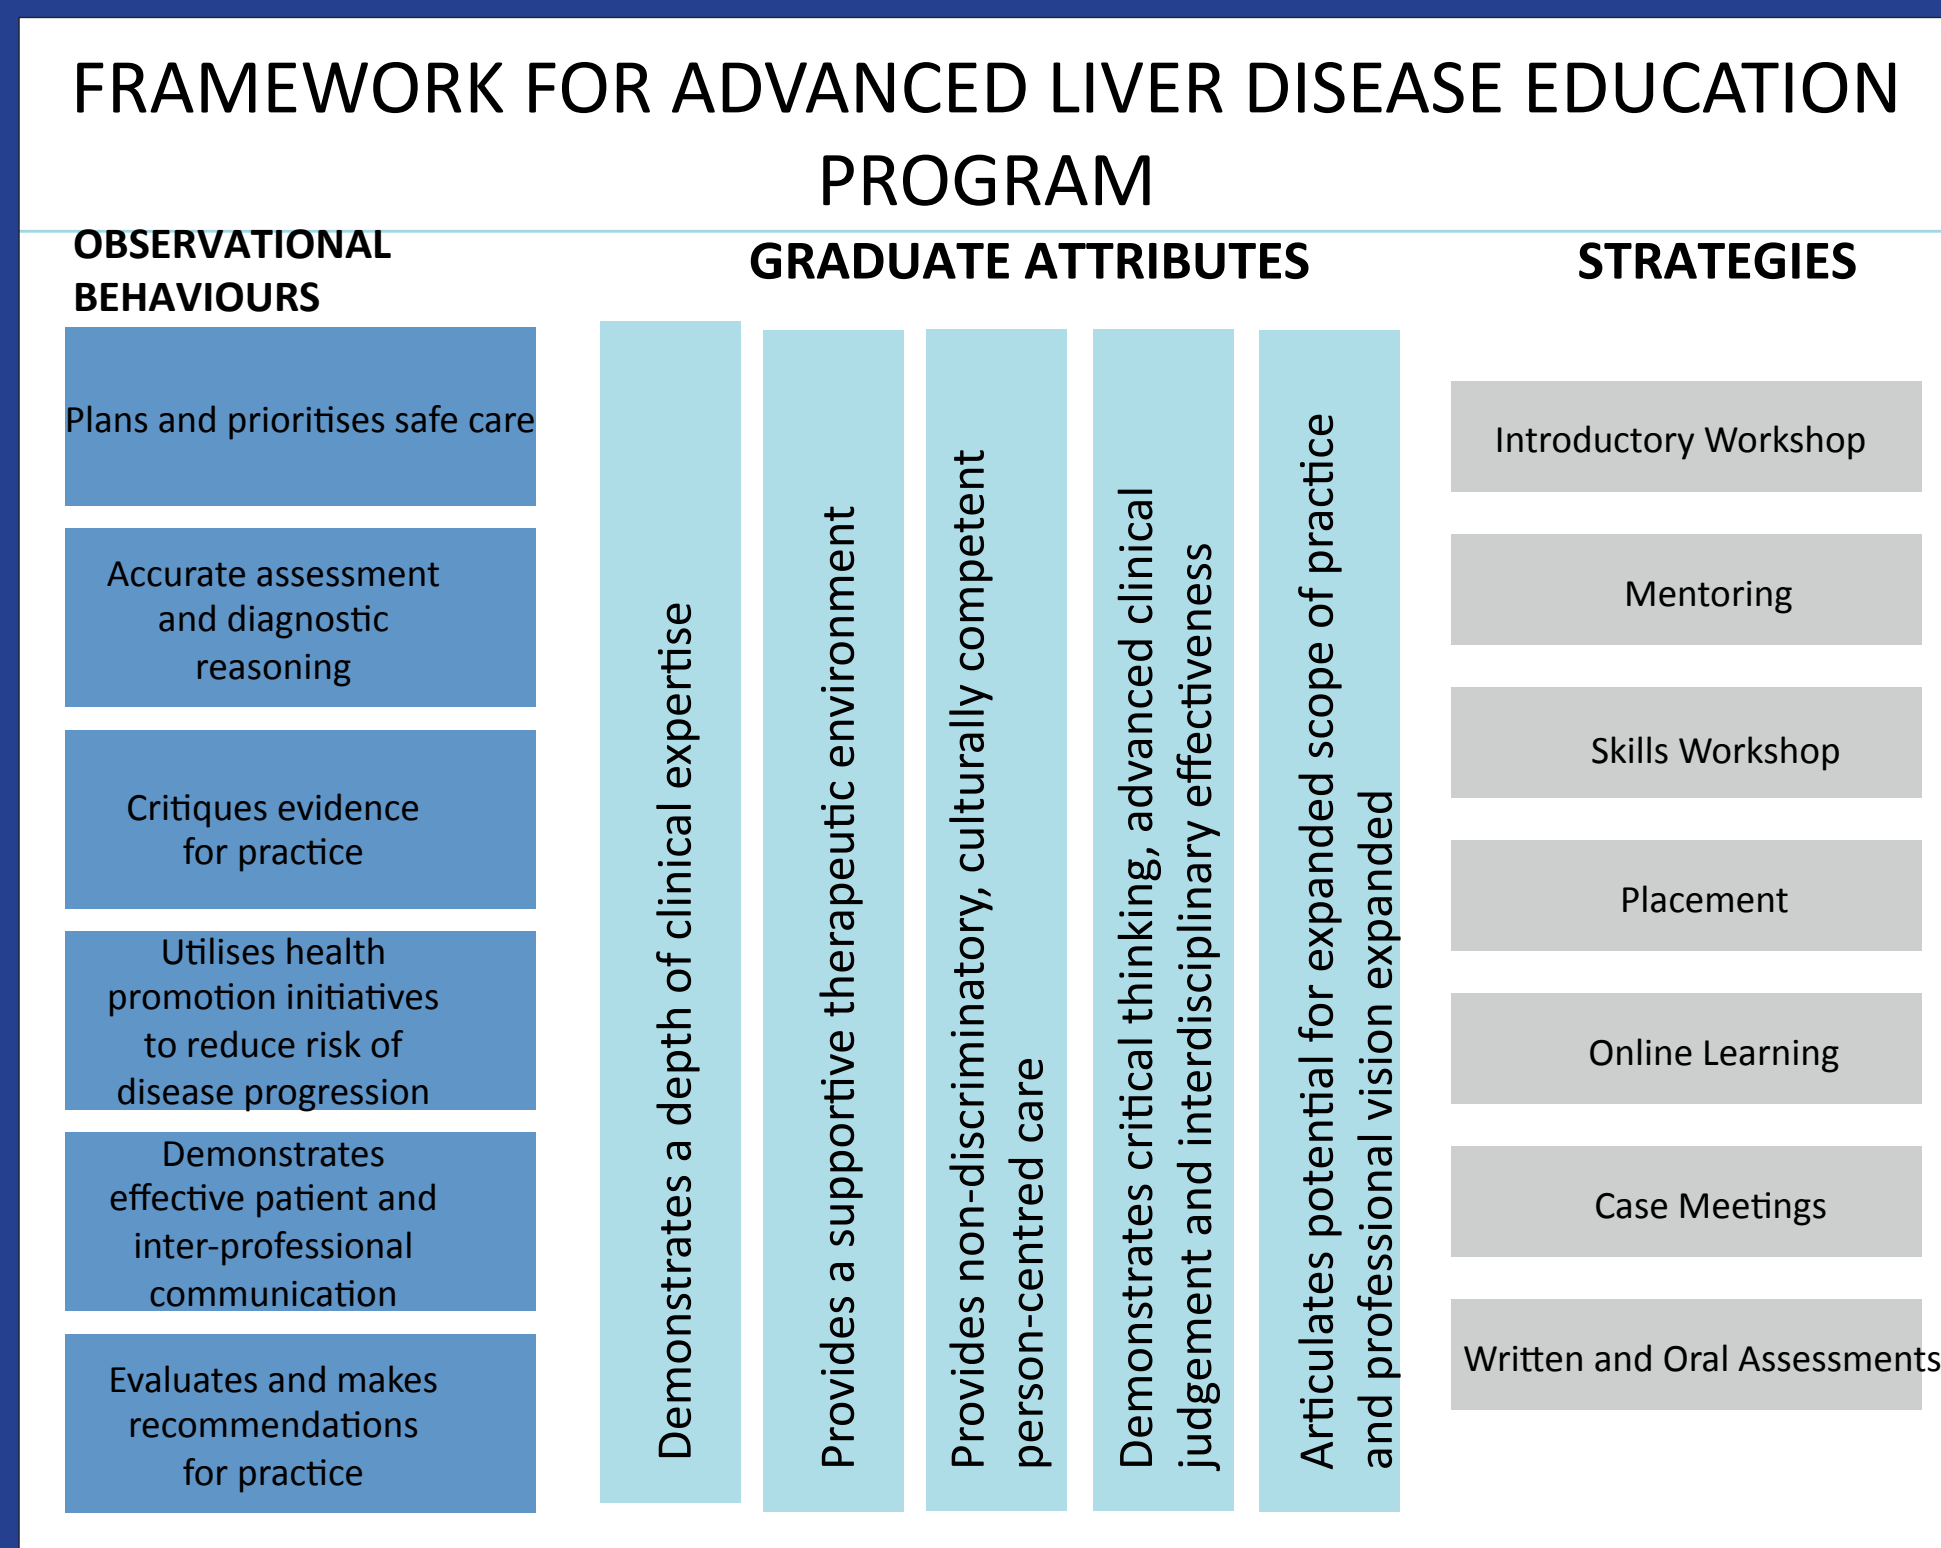 FRAMEWORK FOR ADVANCED LIVER DISEASE EDUCATION
PROGRAM
OBSERVATIONAL
BEHAVIOURS
Plans and prioritises safe care
Accurate assessment
and diagnostic
reasoning
Critiques evidence
for practice
Utilises health
promotion initiatives
to reduce risk of
disease progression
Demonstrates
effective patient and
inter-professional
communication
Evaluates and makes
recommendations
for practice
GRADUATE ATTRIBUTES
Demonstrates a depth of clinical expertise
Provides a supportive therapeutic environment
Provides non-discriminatory, culturally competent
person-centred care
Demonstrates critical thinking, advanced clinical
judgement and interdisciplinary effectiveness
Articulates potential for expanded scope of practice
and professional vision expanded
STRATEGIES
Introductory Workshop
Mentoring
Skills Workshop
Placement
Online Learning
Case Meetings
Written and Oral Assessments